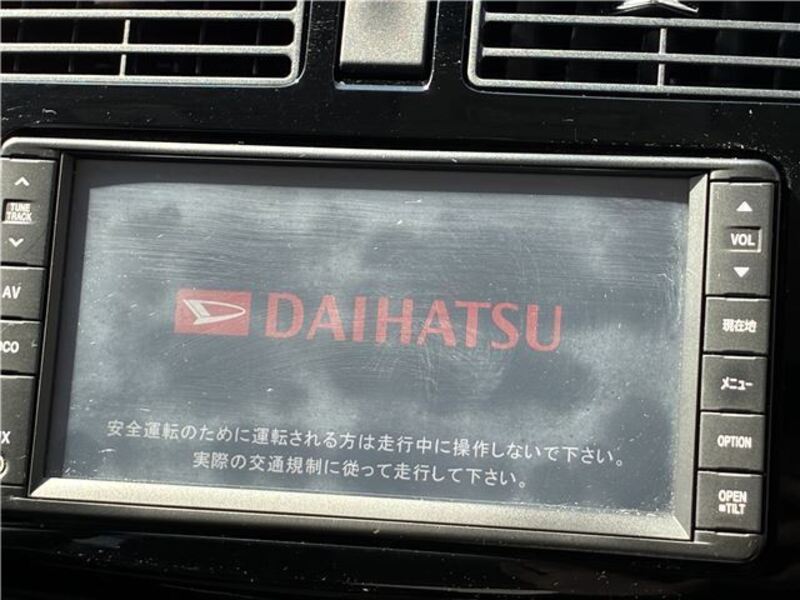 TUNE
TRACK
AV
DAIHATSU
安全運転のために運転される方は走行中に操作しないで下さい。
実際の交通規制に従って走行して下さい。
VOL
現在地
メニュー
OPTION
OPEN
TILT